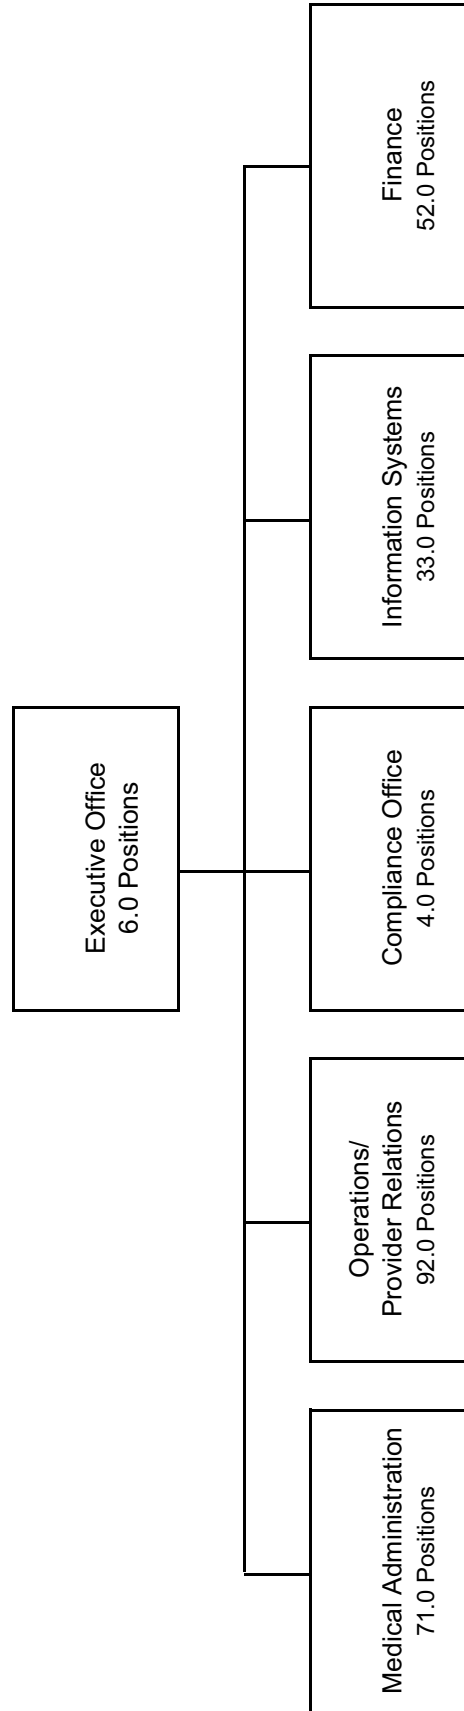 Executive Office
6.0 Positions
Medical Administration
71.0 Positions
Operations/
Provider Relations
92.0 Positions
Compliance Office
4.0 Positions
Information Systems
33.0 Positions
Finance
52.0 Positions